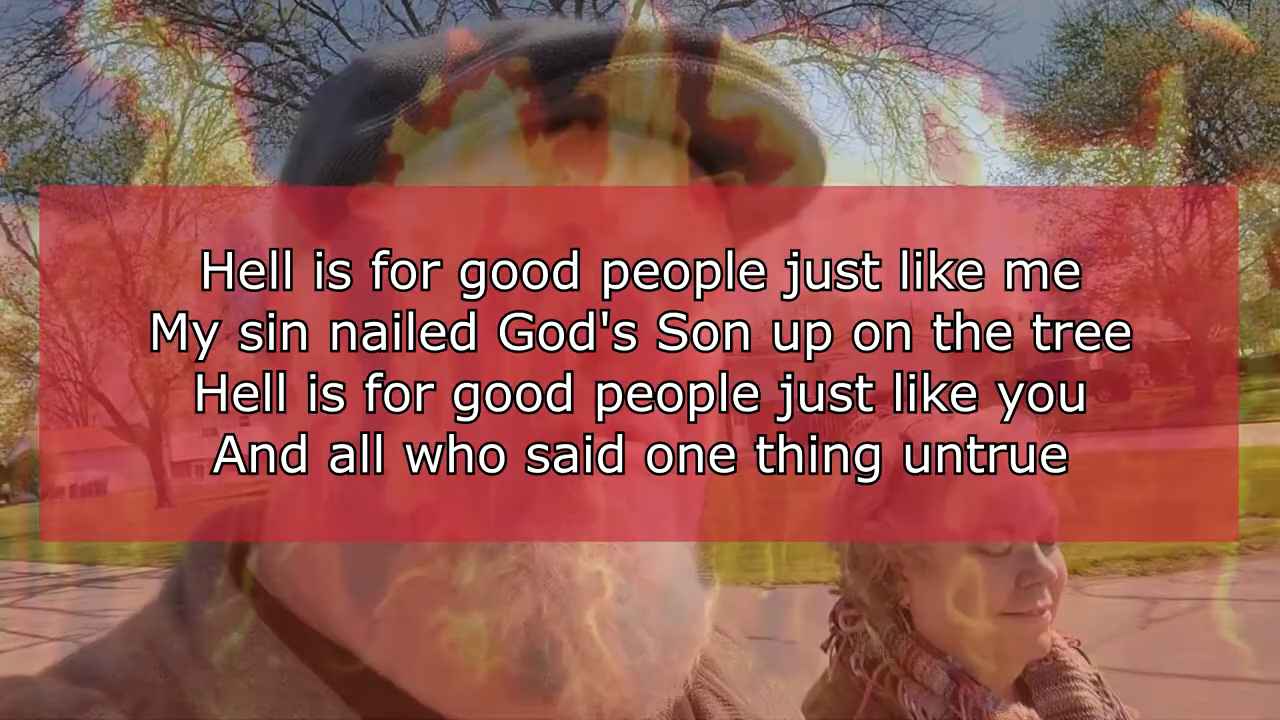 Hell is for good people just like me
My sin nailed God's Son up on the tree
Hell is for good people just like you
And all who said one thing untrue